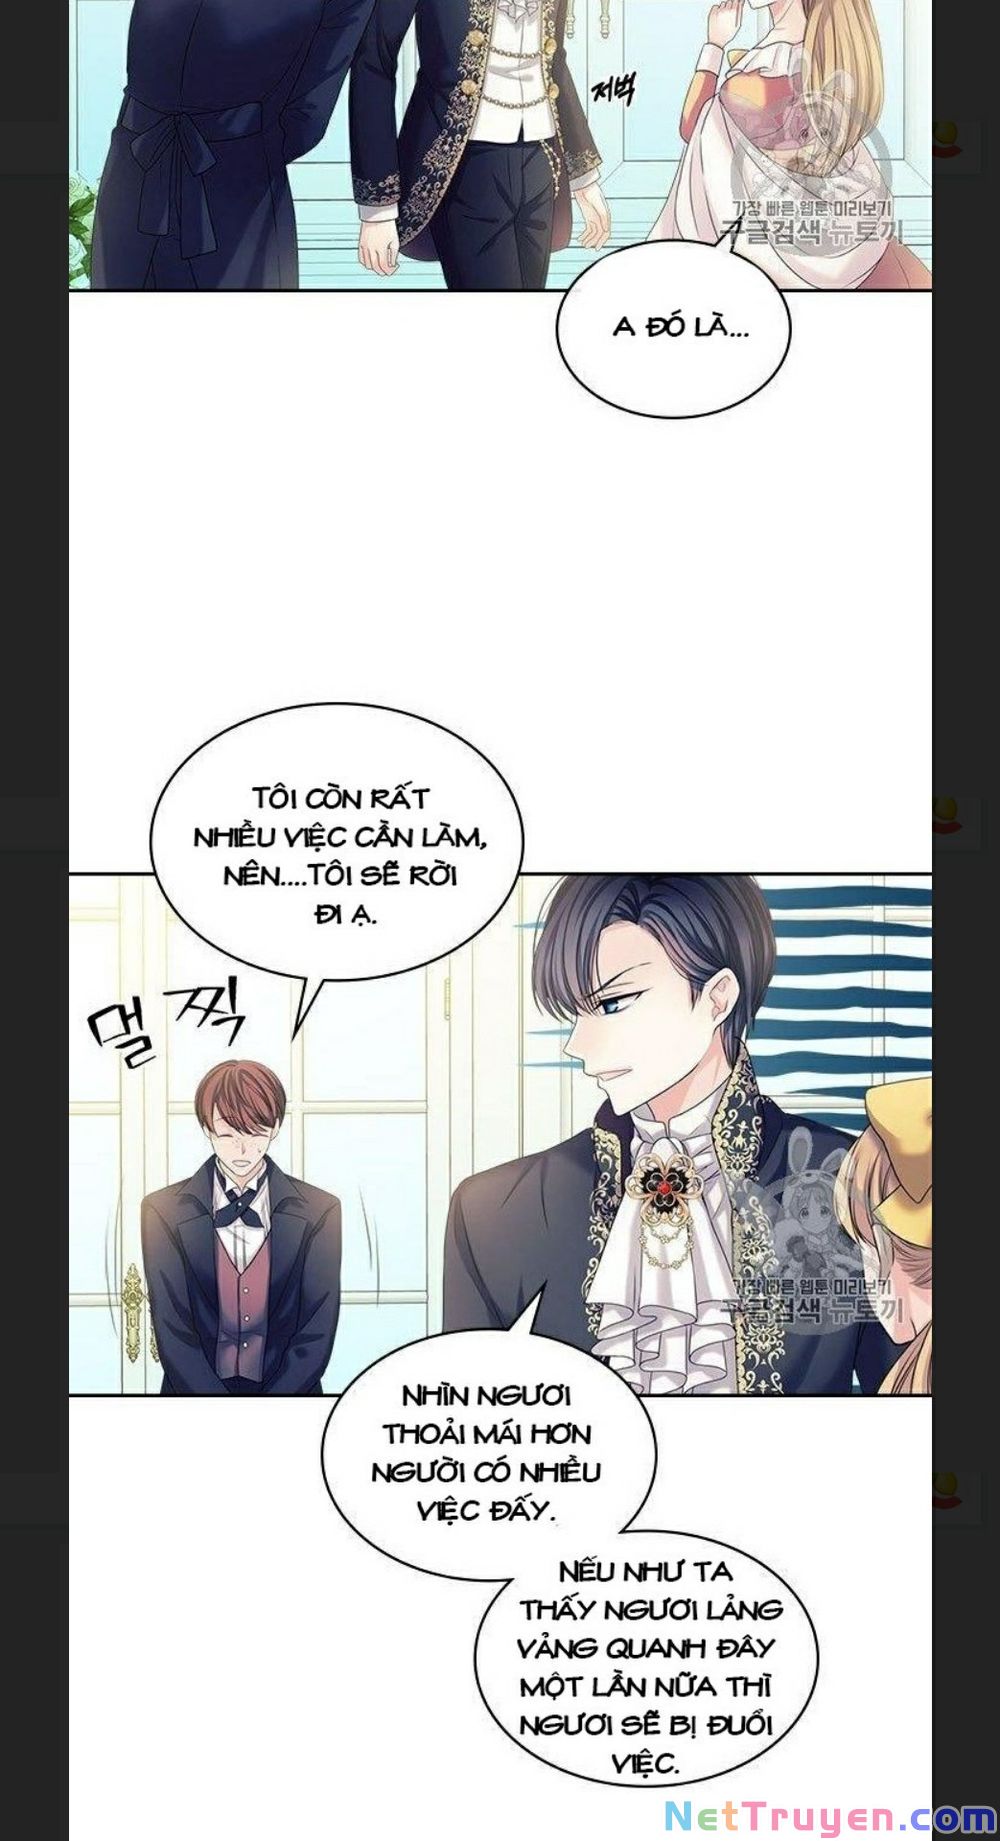 저벅
가장 빠른 웹툰 미리보기
구글검색 뉴토끼
A ĐÓ LÀ...
TÔI CÒN RẤT
NHIỀU VIỆC CẦN LÀM,
NÊN....TÔI SẼ RỜI
ĐI Ạ.
멀
찍
가장 빠른 웹툰 미리보기
구글검색 뉴토끼
NHÌN NGƯƠI
THOẢI MÁI HƠN
NGƯỜI CÓ NHIỀU
VIỆC ĐẤY.
NẾU NHƯ TA
THẤY NGƯƠI LẢNG
VẢNG QUANH ĐÂY
MỘT LẦN NỮA THÌ
NGƯƠI SẼ BỊ ĐUỔI
VIỆC.
NetTruyen.com